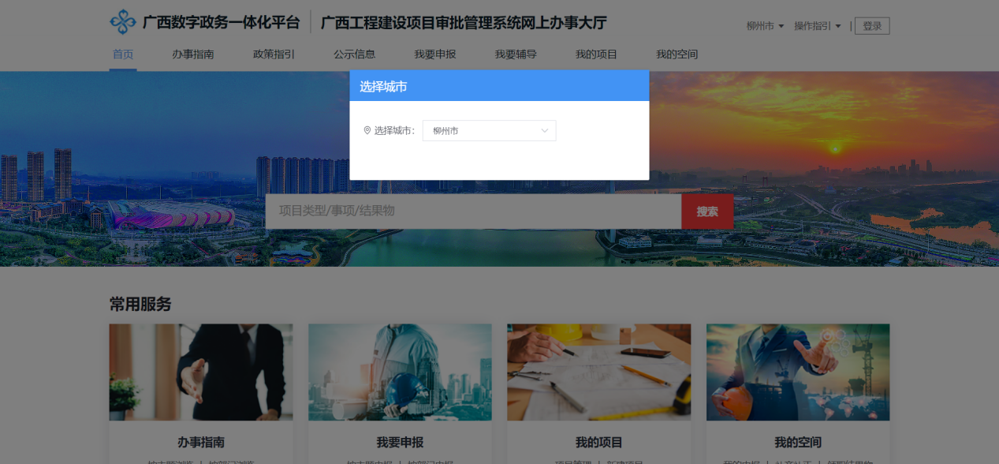 广西数字政务一体化平台 广西工程建设项目审批管理系统网上办事大厅
柳州市 操作指引 | 登录
首页 办事指南 政策指引 公示信息 我要申报 我要辅导 我的项目 我的空间
选择城市
选择城市: 柳州市
项目类型/事项/结果物 搜索
常用服务
办事指南 我要申报 我的项目 我的空间